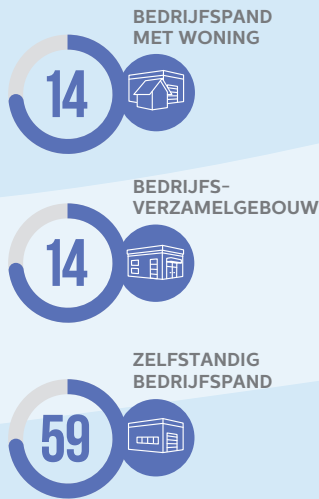 BEDRIJFSPAND
MET WONING
14
BEDRIJFS-
VERZAMELGEBOUW
14
ZELFSTANDIG
BEDRIJFSPAND
59